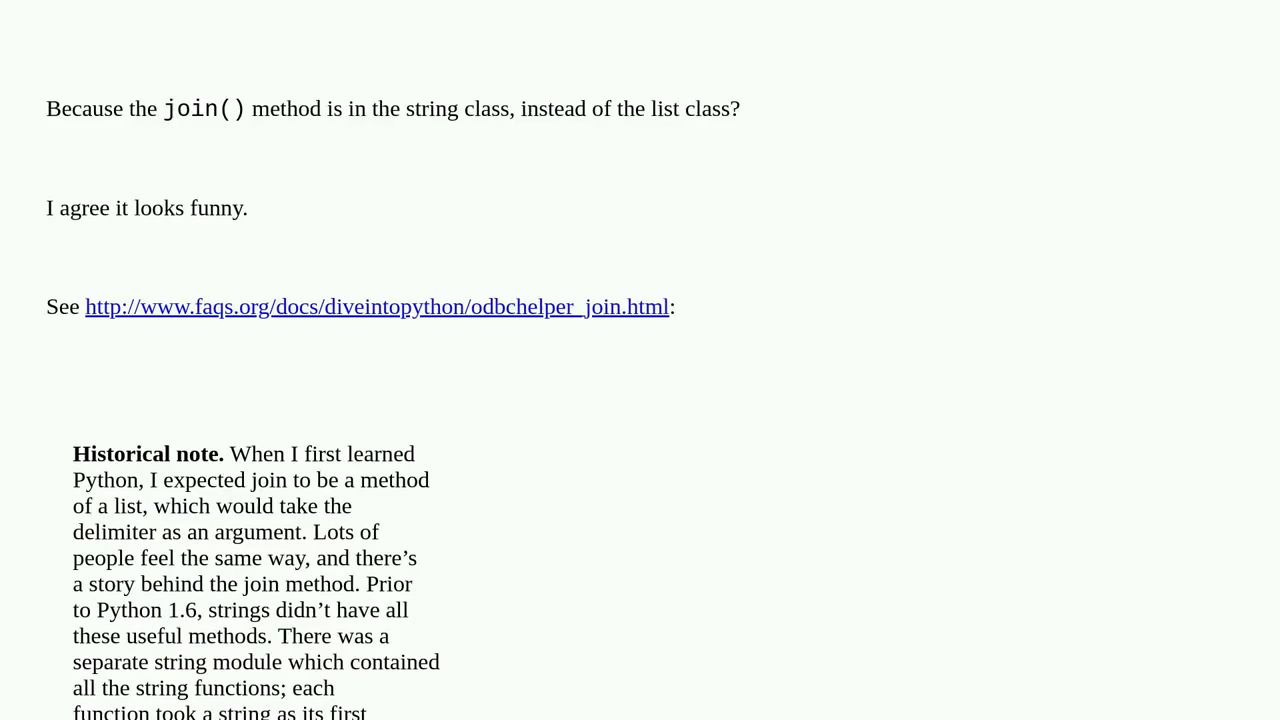 Because the join() method is in the string class, instead of the list class?
I agree it looks funny.
See http://www.faqs.org/docs/diveintopython/odbchelper_join.html:
Historical note. When I first learned
Python, I expected join to be a method
of a list, which would take the
delimiter as an argument. Lots of
people feel the same way, and there’s
a story behind the join method. Prior
to Python 1.6, strings didn’t have all
these useful methods. There was a
separate string module which contained
all the string functions; each
function took a string as its first